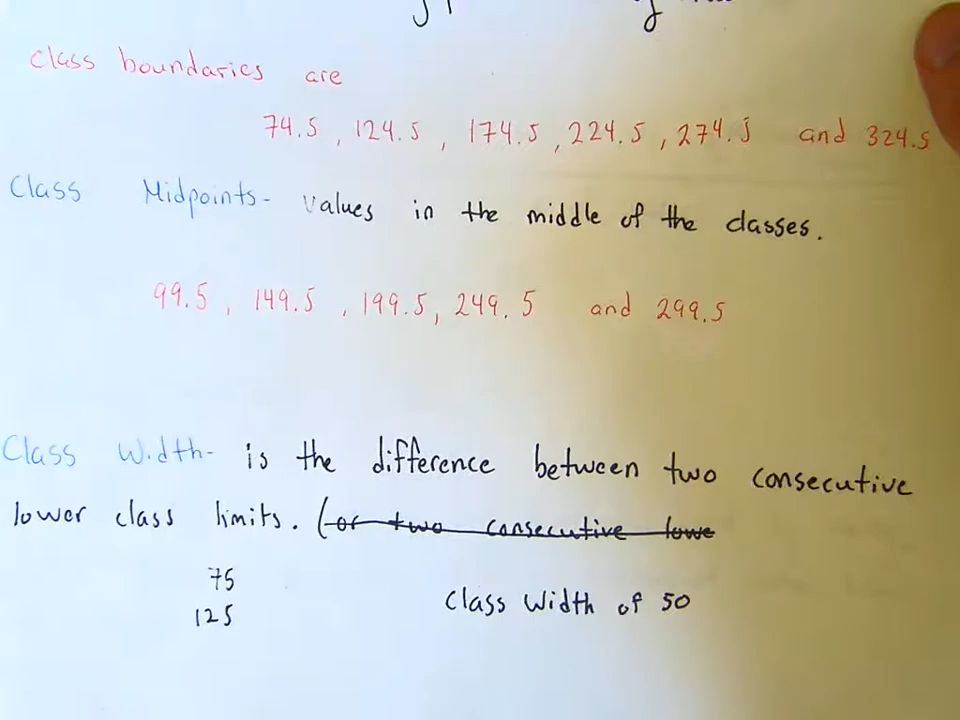 Class boundaries are
74.5 , 124.5 , 174.5 , 224.5 , 274.5 and 324.5
Class Midpoints- values in the middle of the classes.
99.5 , 149.5 , 199.5, 249.5 and 299.5
Class Width- is the difference between two consecutive
lower class limits. (or two consecutive lowe
75
125 Class Width of 50